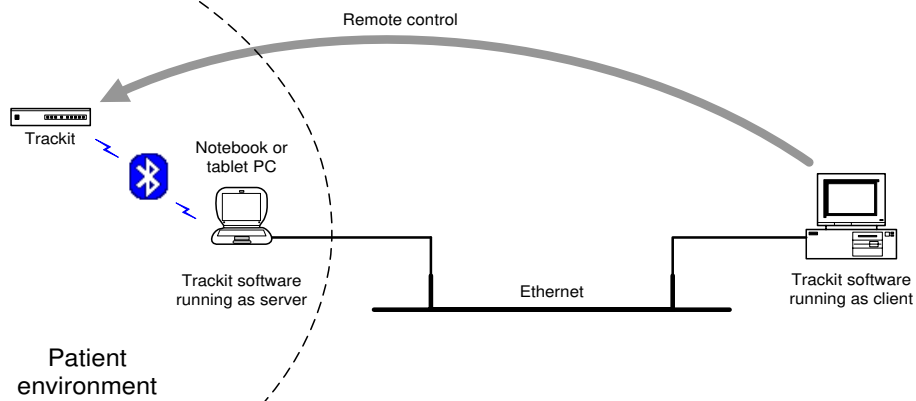 Remote control
Trackit
Notebook or
tablet PC
Trackit software
running as server
Ethernet
Trackit software
running as client
Patient
environment